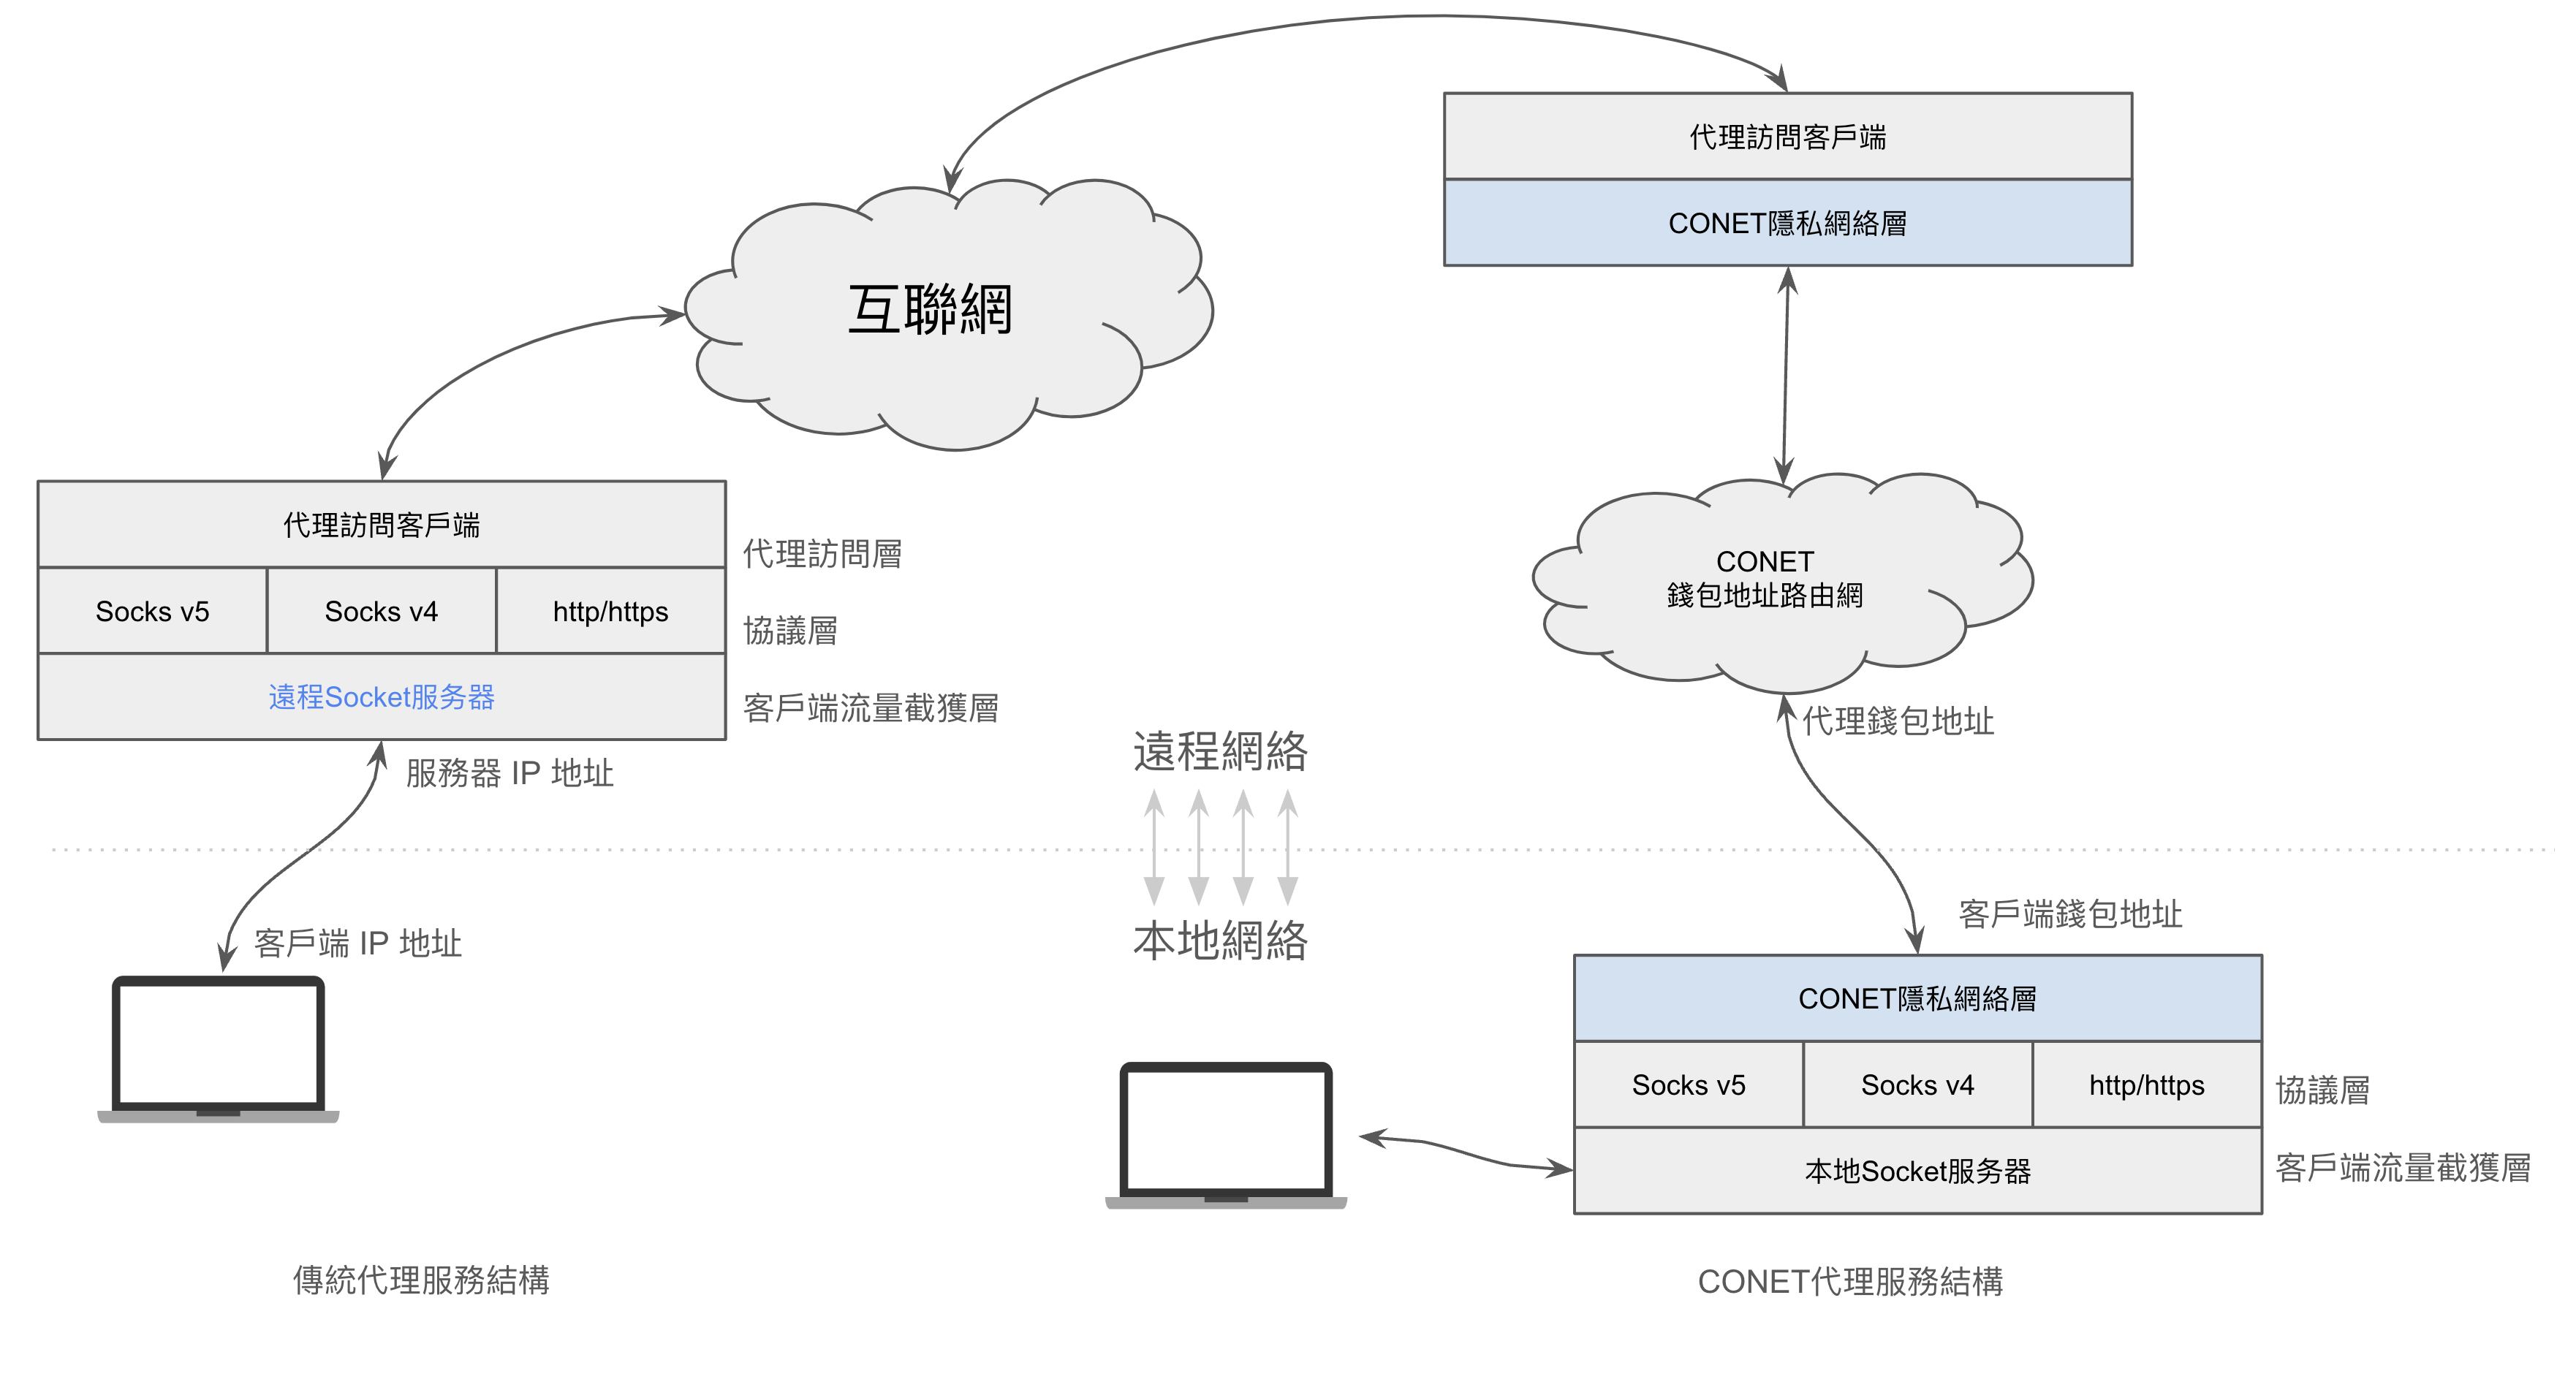 代理訪問客戶端
CONET隱私網絡層
互聯網
代理訪問客戶端
代理訪問層
Socks v5
Socks v4
http/https
協議層
遠程Socket服务器
客戶端流量截獲層
服務器 IP 地址
CONET
錢包地址路由網
代理錢包地址
遠程網絡
本地網絡
客戶端 IP 地址
客戶端錢包地址
CONET隱私網絡層
Socks v5
Socks v4
http/https
協議層
本地Socket服务器
客戶端流量截獲層
傳統代理服務結構
CONET代理服務結構